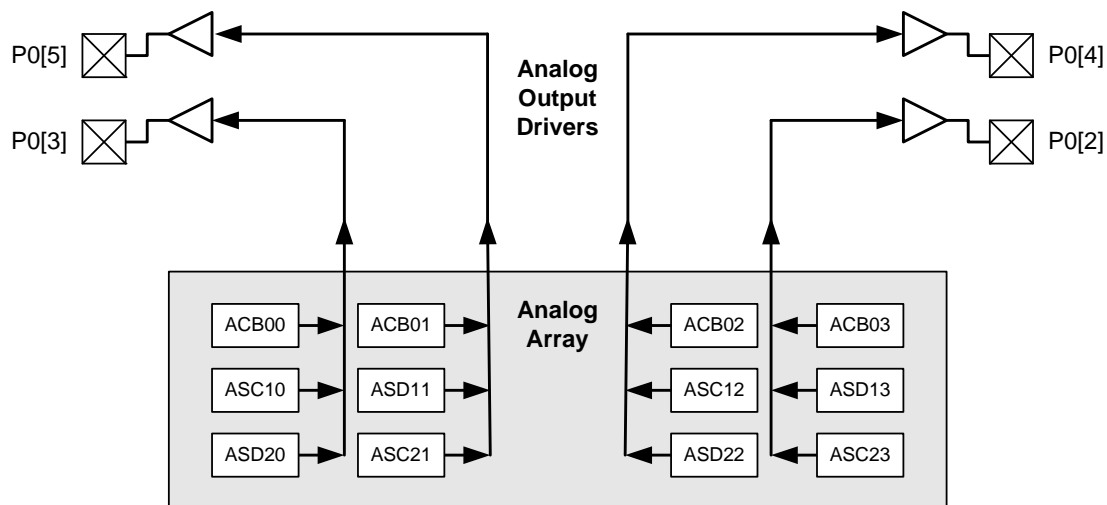 P0[5]
P0[4]
Analog
Output
Drivers
P0[3]
P0[2]
Analog
Array
ACB00
ACB01
ACB02
ACB03
ASC10
ASD11
ASC12
ASD13
ASD20
ASC21
ASD22
ASC23